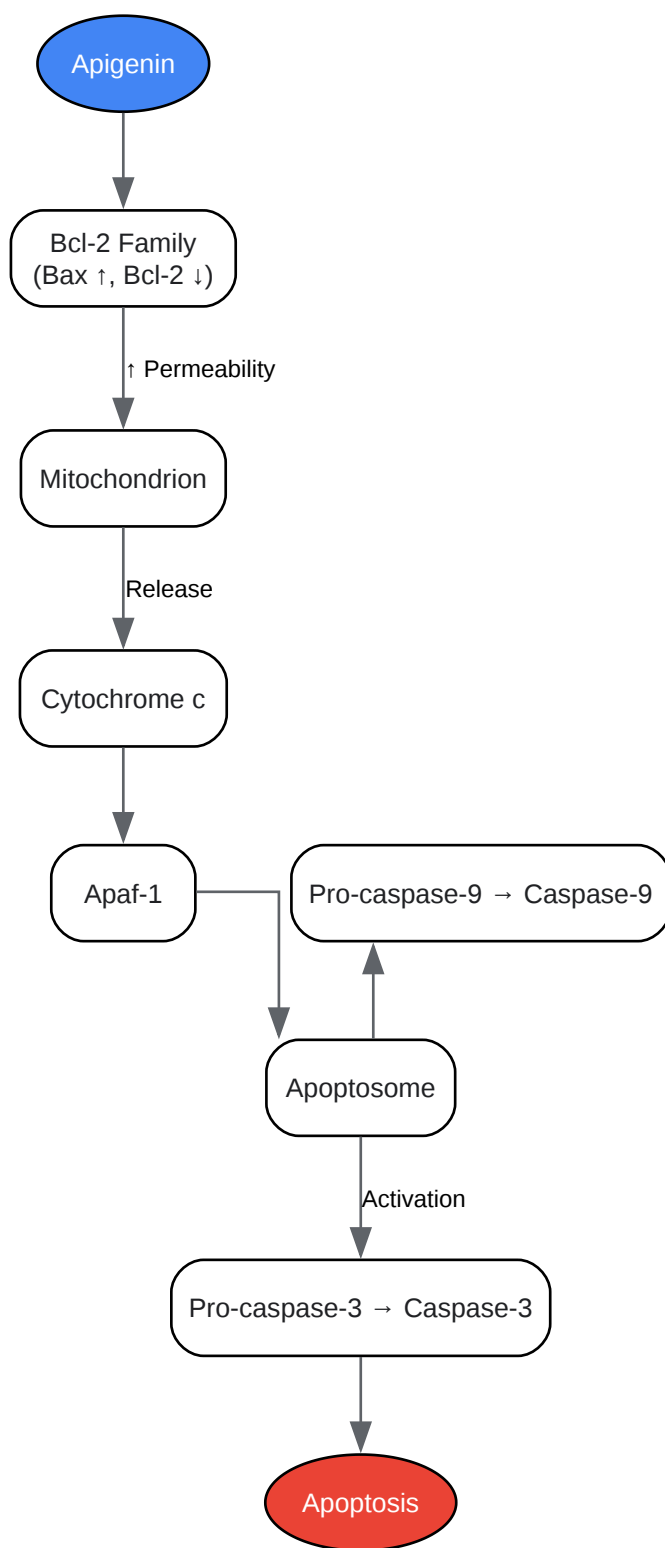 Apigenin
Bcl-2 Family
(Bax ↑, Bcl-2 ↓)
↑ Permeability
Mitochondrion
Release
Cytochrome c
Apaf-1
Pro-caspase-9 → Caspase-9
Apoptosome
Activation
Pro-caspase-3 → Caspase-3
Apoptosis